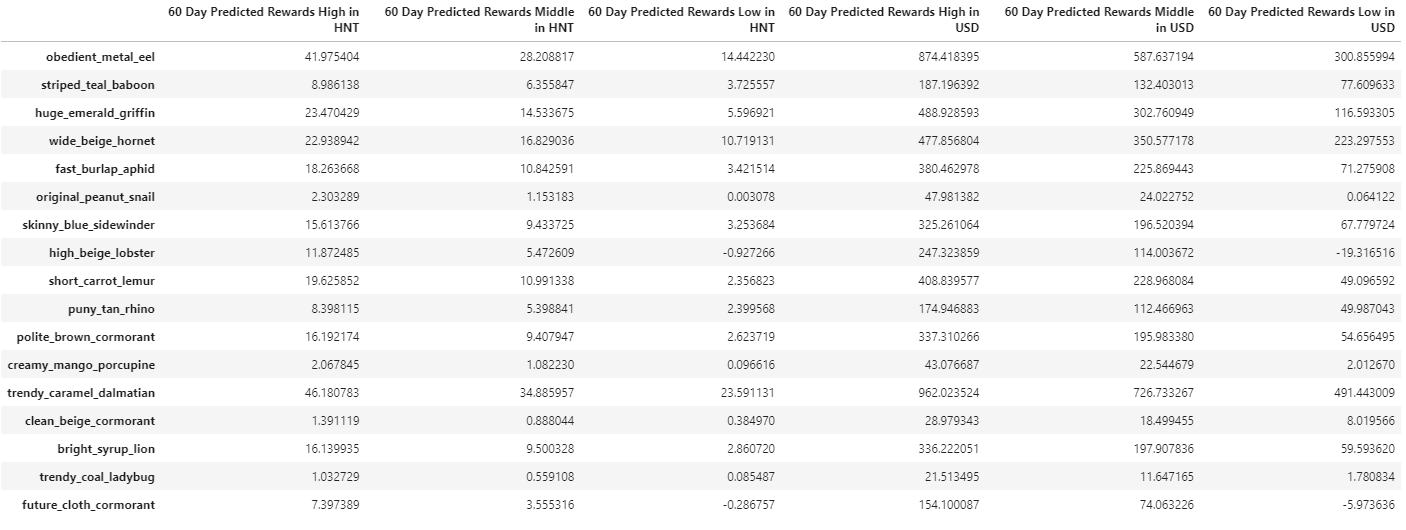 60 Day Predicted Rewards High in HNT 60 Day Predicted Rewards Middle in HNT 60 Day Predicted Rewards Low in HNT 60 Day Predicted Rewards High in USD 60 Day Predicted Rewards Middle in USD 60 Day Predicted Rewards Low in USD
obedient_metal_eel 41.975404 28.208817 14.442230 874.418395 587.637194 300.855994
striped_teal_baboon 8.986138 6.355847 3.725557 187.196392 132.403013 77.609633
huge_emerald_griffin 23.470429 14.533675 5.596921 488.928593 302.760949 116.593305
wide_beige_hornet 22.938942 16.829036 10.719131 477.856804 350.577178 223.297553
fast_burlap_aphid 18.263668 10.842591 3.421514 380.462978 225.869443 71.275908
original_peanut_snail 2.303289 1.153183 0.003078 47.981382 24.022752 0.064122
skinny_blue_sidewinder 15.613766 9.433725 3.253684 325.261064 196.520394 67.779724
high_beige_lobster 11.872485 5.472609 -0.927266 247.323859 114.003672 -19.316516
short_carrot_lemur 19.625852 10.991338 2.356823 408.839577 228.968084 49.096592
puny_tan_rhino 8.398115 5.398841 2.399568 174.946883 112.466963 49.987043
polite_brown_cormorant 16.192174 9.407947 2.623719 337.310266 195.983380 54.656495
creamy_mango_porcupine 2.067845 1.082230 0.096616 43.076687 22.544679 2.012670
trendy_caramel_dalmatian 46.180783 34.885957 23.591131 962.023524 726.733267 491.443009
clean_beige_cormorant 1.391119 0.888044 0.384970 28.979343 18.499455 8.019566
bright_syrup_lion 16.139935 9.500328 2.860720 336.222051 197.907836 59.593620
trendy_coal_ladybug 1.032729 0.559108 0.085487 21.513495 11.647165 1.780834
future_cloth_cormorant 7.397389 3.555316 -0.286757 154.100087 74.063226 -5.973636